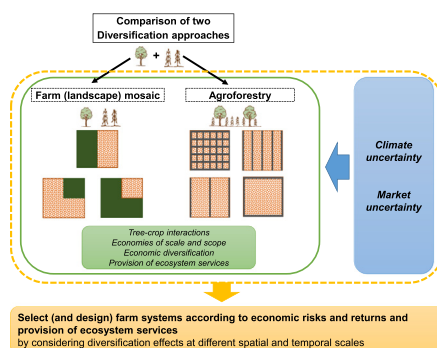 Comparison of two
Diversification approaches
+
Farm (landscape) mosaic
Agroforestry
Climate
uncertainty
Market
uncertainty
Tree-crop interactions
Economies of scale and scope
Economic diversification
Provision of ecosystem services
Select (and design) farm systems according to economic risks and returns and
provision of ecosystem services
by considering diversification effects at different spatial and temporal scales